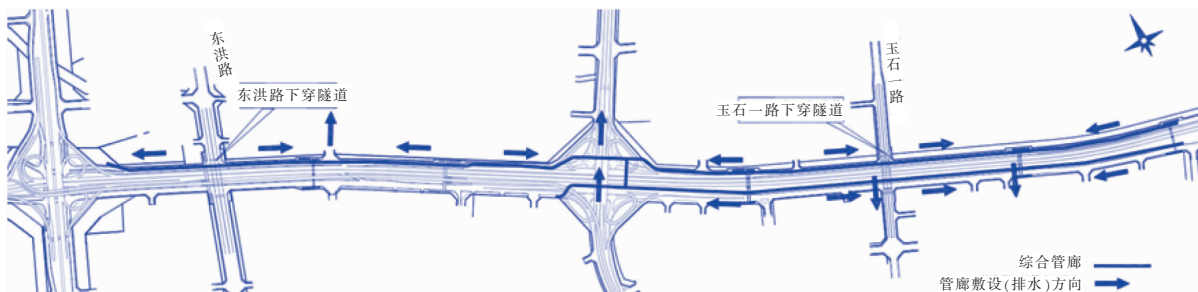 东洪路
东洪路下穿隧道
玉石一路
玉石一路下穿隧道
综合管廊
管廊敷设(排水)方向